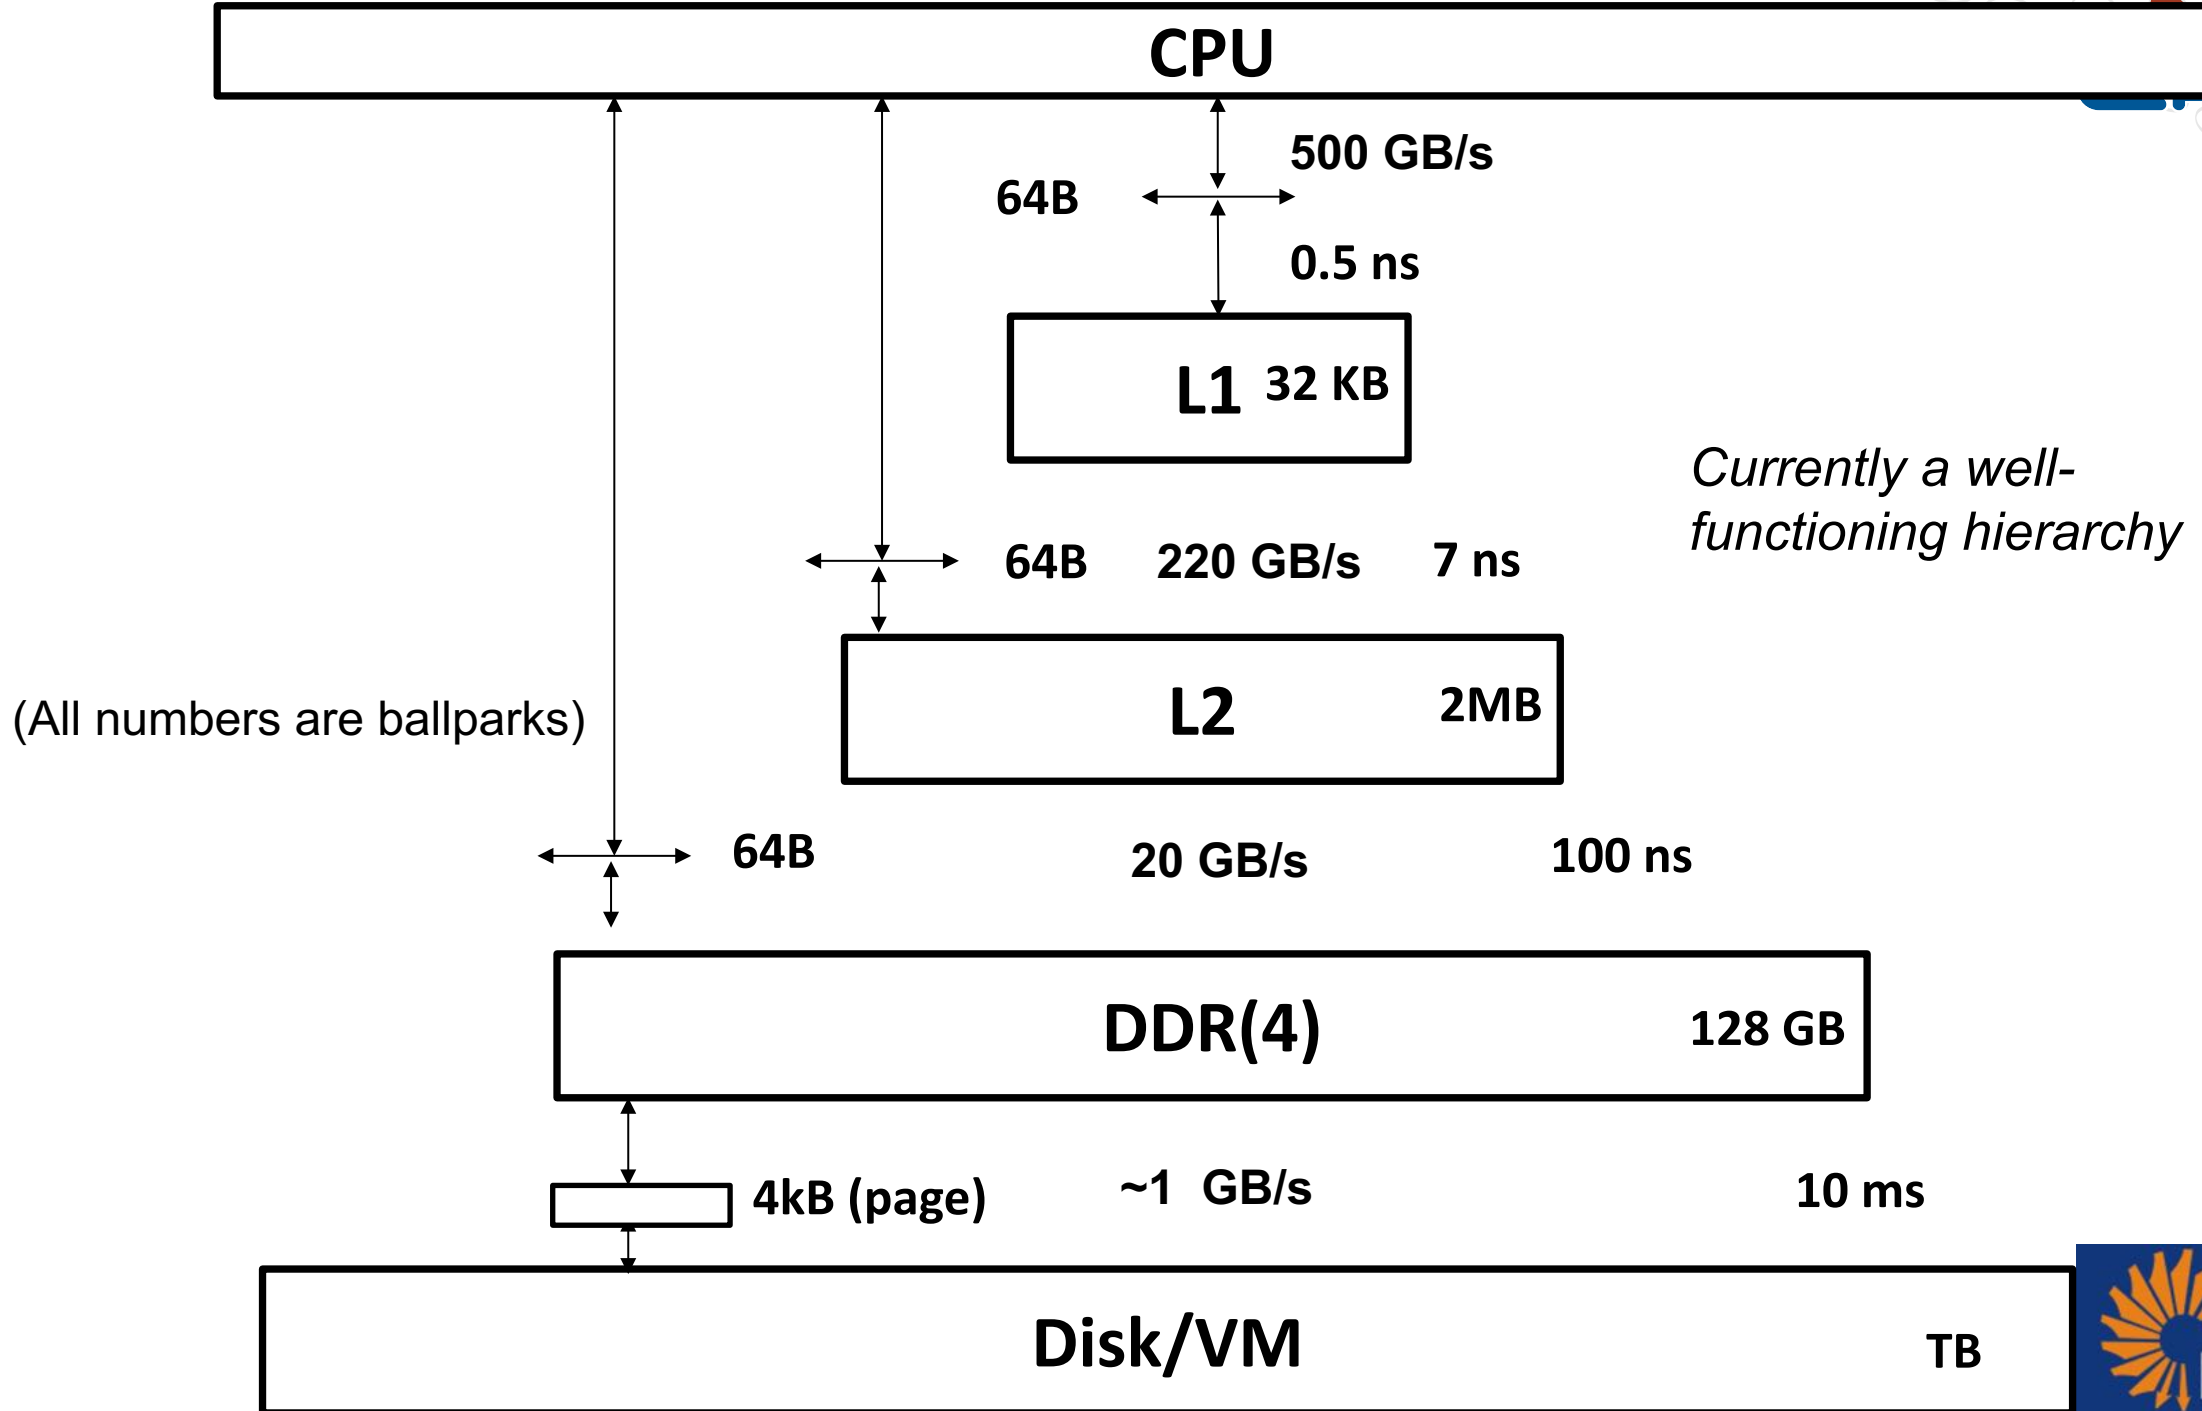 CPU
500 GB/s
64B
0.5 ns
L1 32 KB
Currently a well-
functioning hierarchy
64B 220 GB/s 7 ns
L2 2MB
(All numbers are ballparks)
64B 20 GB/s 100 ns
DDR(4) 128 GB
4kB (page) ~1 GB/s 10 ms
Disk/VM TB